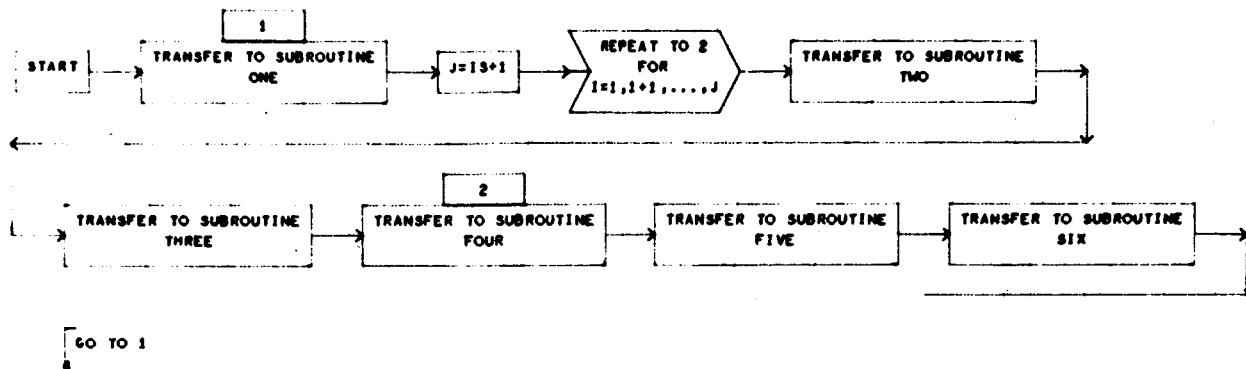 1
START
TRANSFER TO SUBROUTINE
ONE
J=IS+1
REPEAT TO 2
FOR
I=1,1+1,...,J
TRANSFER TO SUBROUTINE
TWO
TRANSFER TO SUBROUTINE
THREE
2
TRANSFER TO SUBROUTINE
FOUR
TRANSFER TO SUBROUTINE
FIVE
TRANSFER TO SUBROUTINE
SIX
GO TO 1